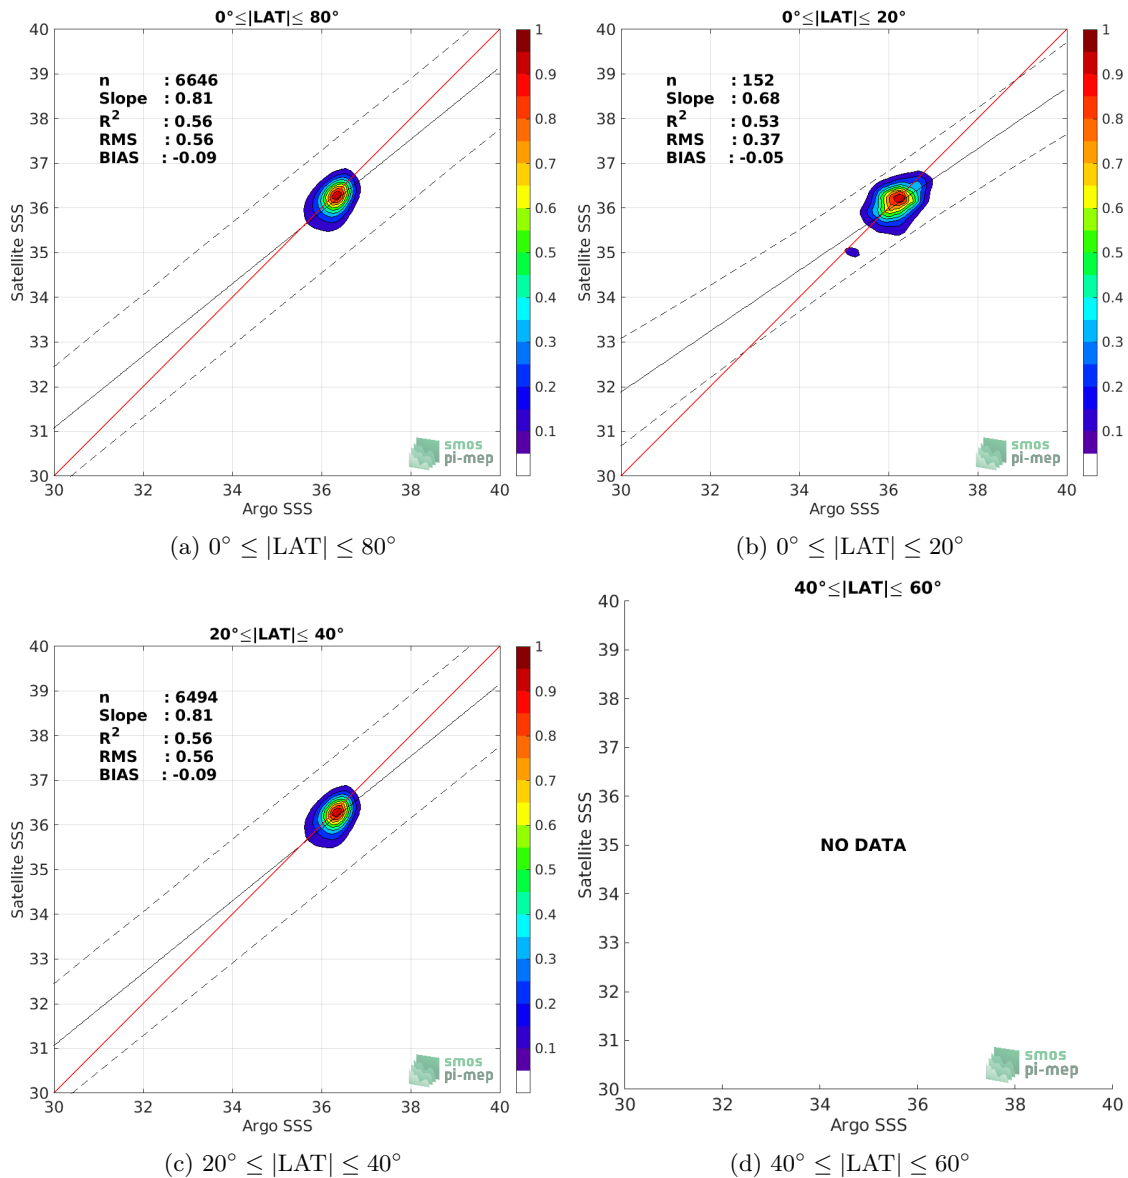 0°≤|LAT|≤ 80°
n : 6646
Slope : 0.81
R2 : 0.56
RMS : 0.56
BIAS : -0.09
40
39
38
37
36
35
34
33
32
31
30
Satellite SSS
30 32 34 36 38 40
Argo SSS
1
0.9
0.8
0.7
0.6
0.5
0.4
0.3
0.2
0.1
smos
pi-mep
(a) 0° ≤ |LAT| ≤ 80°
0°≤|LAT|≤ 20°
n : 152
Slope : 0.68
R2 : 0.53
RMS : 0.37
BIAS : -0.05
40
39
38
37
36
35
34
33
32
31
30
Satellite SSS
30 32 34 36 38 40
Argo SSS
1
0.9
0.8
0.7
0.6
0.5
0.4
0.3
0.2
0.1
smos
pi-mep
(b) 0° ≤ |LAT| ≤ 20°
20°≤|LAT|≤ 40°
n : 6494
Slope : 0.81
R2 : 0.56
RMS : 0.56
BIAS : -0.09
40
39
38
37
36
35
34
33
32
31
30
Satellite SSS
30 32 34 36 38 40
Argo SSS
1
0.9
0.8
0.7
0.6
0.5
0.4
0.3
0.2
0.1
smos
pi-mep
(c) 20° ≤ |LAT| ≤ 40°
40°≤|LAT|≤ 60°
40
39
38
37
36
35
34
33
32
31
30
Satellite SSS
NO DATA
30 32 34 36 38 40
Argo SSS
smos
pi-mep
(d) 40° ≤ |LAT| ≤ 60°